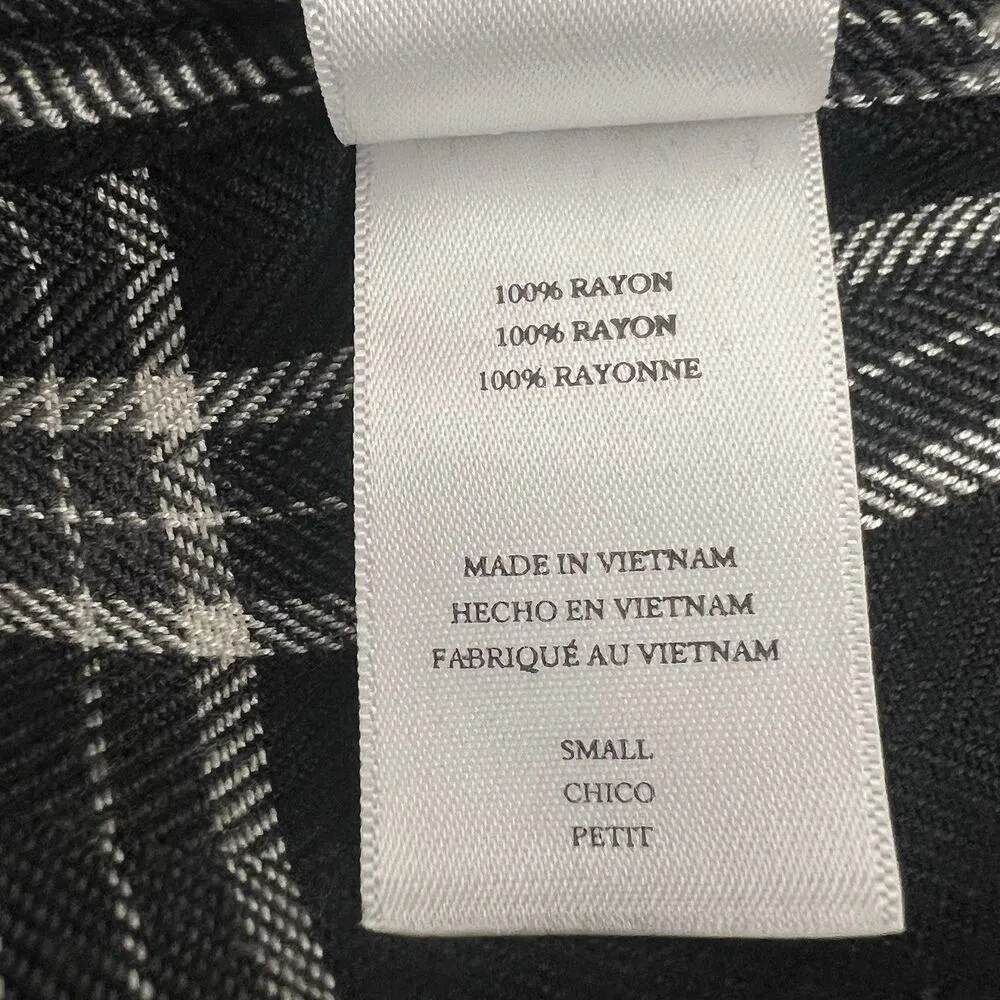 100% RAYON
100% RAYON
100% RAYONNE
MADE IN VIETNAM
HECHO EN VIETNAM
FABRIQUÉ AU VIETNAM
SMALL
CHICO
PETIT